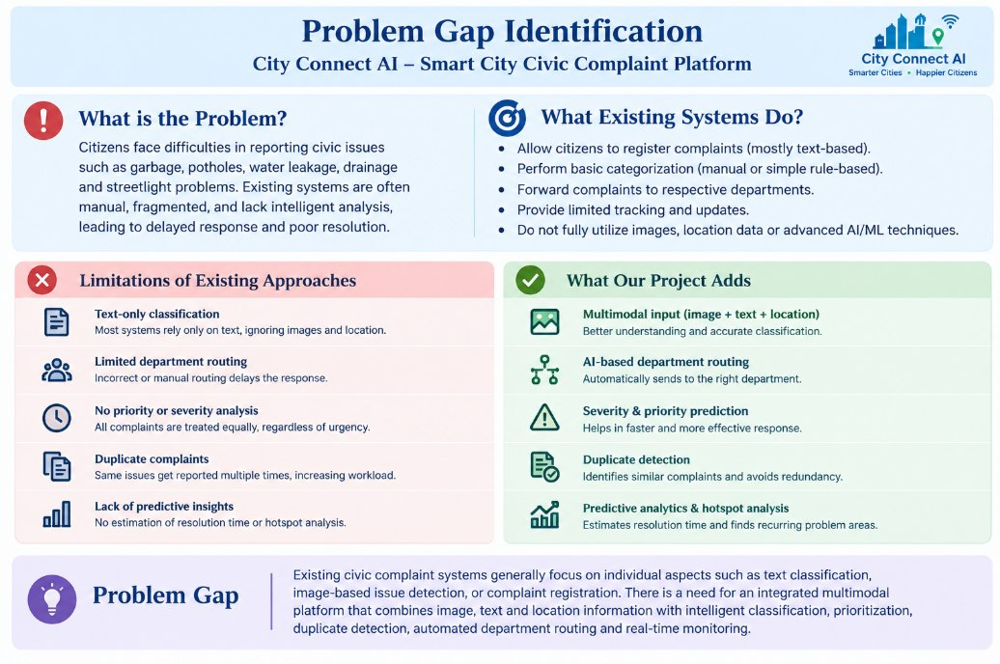 Problem Gap Identification
City Connect AI – Smart City Civic Complaint Platform
City Connect AI
Smarter Cities • Happier Citizens
What is the Problem?
Citizens face difficulties in reporting civic issues
such as garbage, potholes, water leakage, drainage
and streetlight problems. Existing systems are often
manual, fragmented, and lack intelligent analysis,
leading to delayed response and poor resolution.
What Existing Systems Do?
• Allow citizens to register complaints (mostly text-based).
• Perform basic categorization (manual or simple rule-based).
• Forward complaints to respective departments.
• Provide limited tracking and updates.
• Do not fully utilize images, location data or advanced AI/ML techniques.
Limitations of Existing Approaches
Text-only classification
Most systems rely only on text, ignoring images and location.
Limited department routing
Incorrect or manual routing delays the response.
No priority or severity analysis
All complaints are treated equally, regardless of urgency.
Duplicate complaints
Same issues get reported multiple times, increasing workload.
Lack of predictive insights
No estimation of resolution time or hotspot analysis.
What Our Project Adds
Multimodal input (image + text + location)
Better understanding and accurate classification.
AI-based department routing
Automatically sends to the right department.
Severity & priority prediction
Helps in faster and more effective response.
Duplicate detection
Identifies similar complaints and avoids redundancy.
Predictive analytics & hotspot analysis
Estimates resolution time and finds recurring problem areas.
Problem Gap
Existing civic complaint systems generally focus on individual aspects such as text classification,
image-based issue detection, or complaint registration. There is a need for an integrated multimodal
platform that combines image, text and location information with intelligent classification, prioritization,
duplicate detection, automated department routing and real-time monitoring.